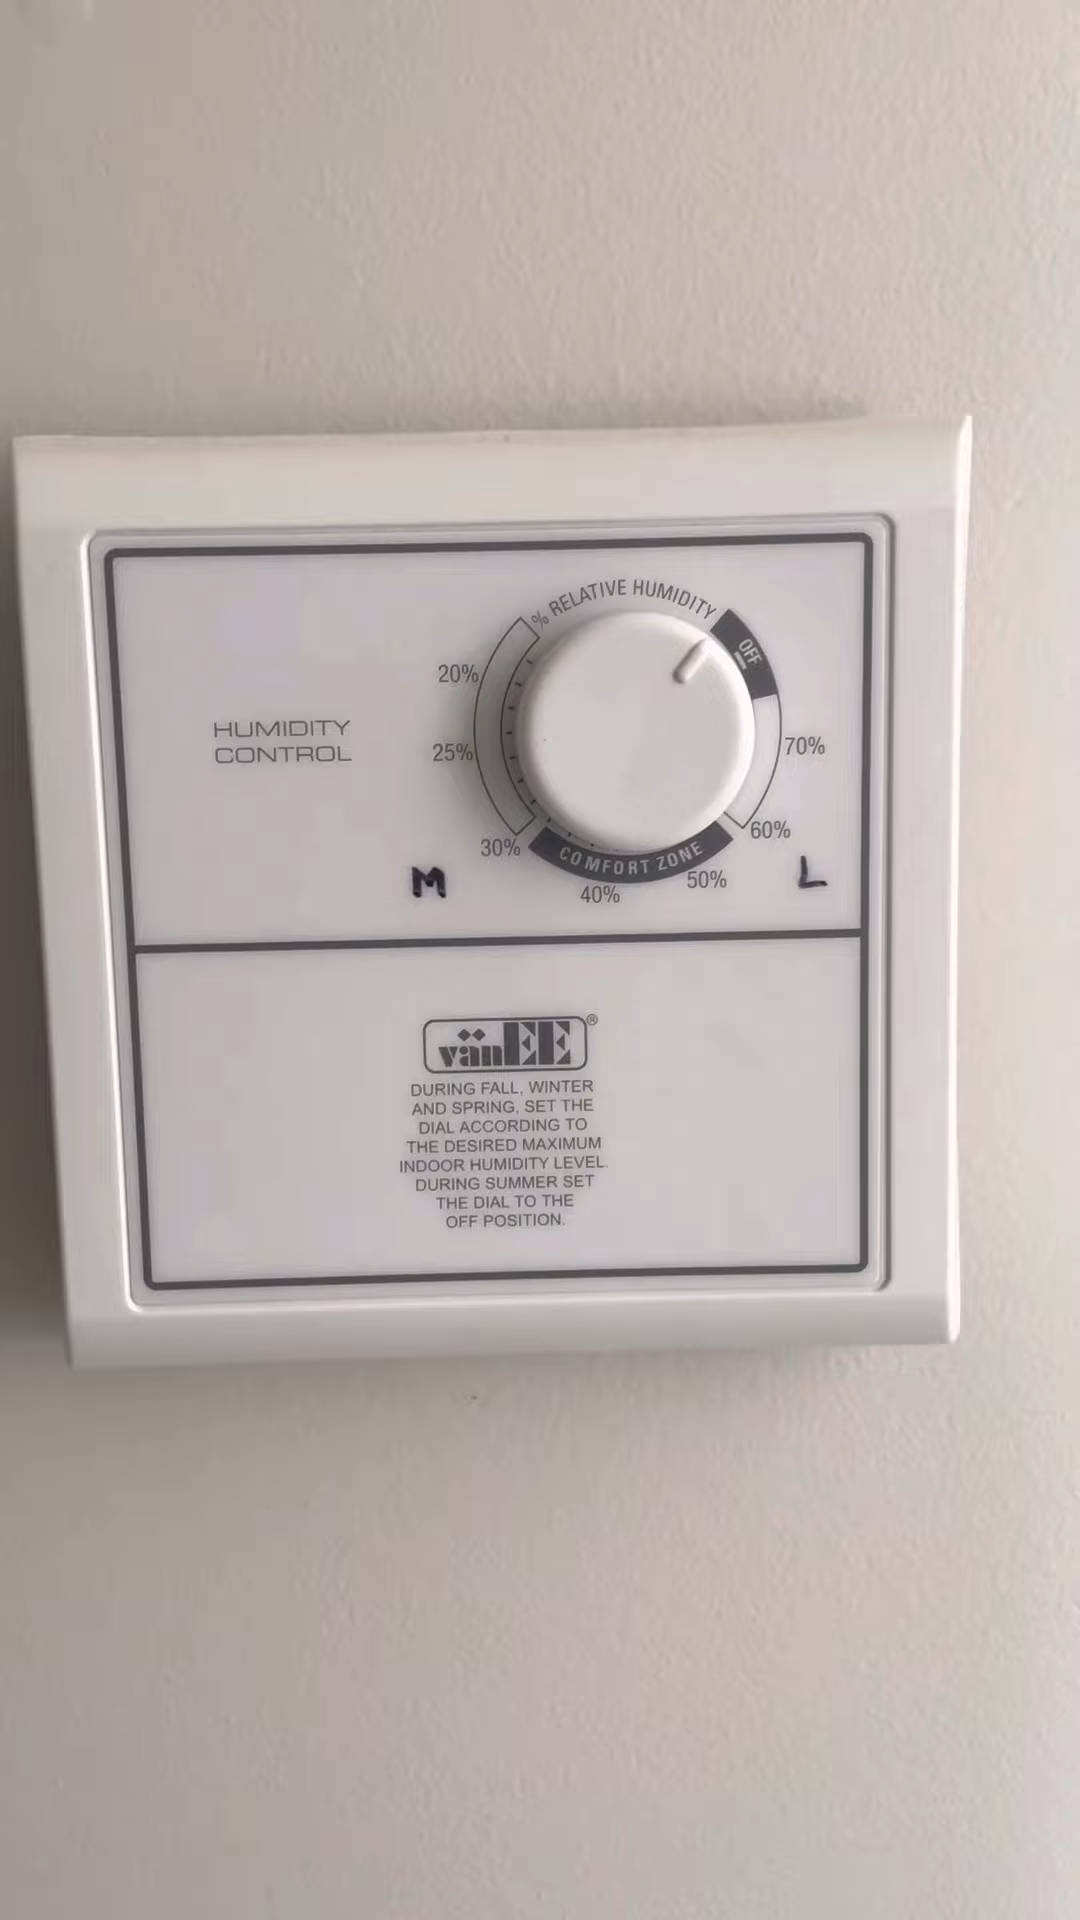 % RELATIVE HUMIDITY
OFF
20%
HUMIDITY
CONTROL
25%
70%
30%
60%
COMFORT ZONE
40%
50%
M
L
vänEE®
DURING FALL, WINTER
AND SPRING, SET THE
DIAL ACCORDING TO
THE DESIRED MAXIMUM
INDOOR HUMIDITY LEVEL.
DURING SUMMER SET
THE DIAL TO THE
OFF POSITION.